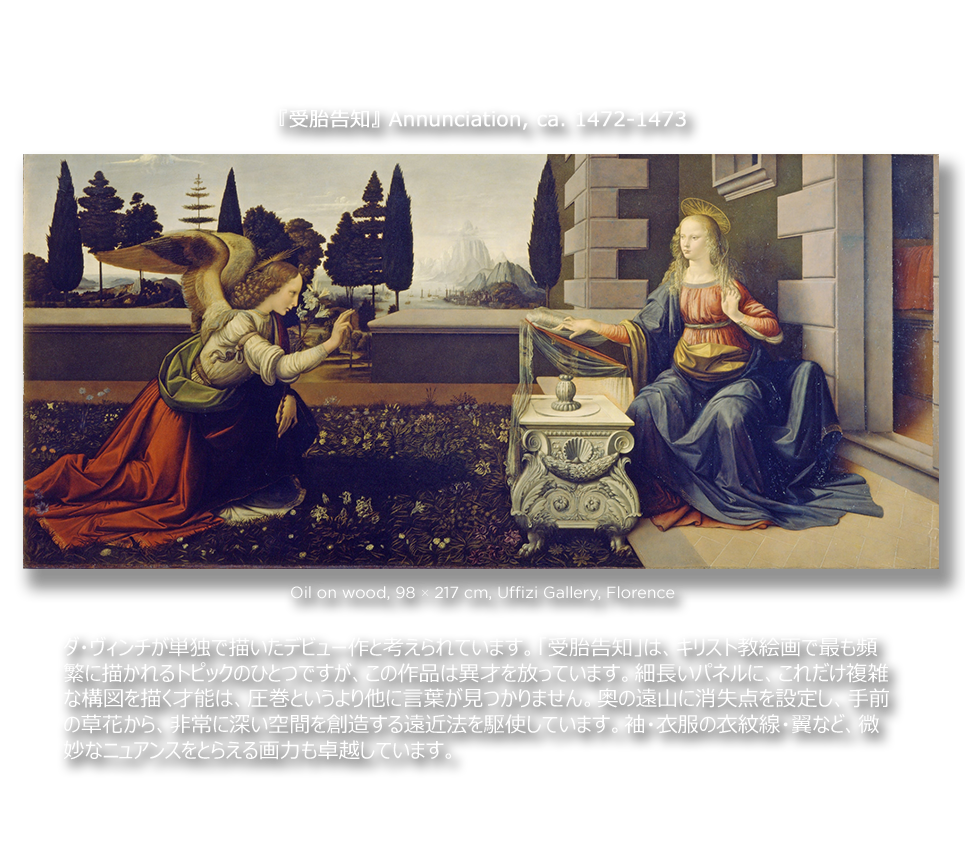 『受胎告知』 Annunciation, ca. 1472-1473
Oil on wood, 98 × 217 cm, Uffizi Gallery, Florence
ダ・ヴィンチが単独で描いたデビュー作と考えられています。「受胎告知」は、キリスト教絵画で最も頻
繁に描かれるトピックのひとつですが、この作品は異才を放っています。細長いパネルに、これだけ複雑
な構図を描く才能は、圧巻というより他に言葉が見つかりません。奥の遠山に消失点を設定し、手前
の草花から、非常に深い空間を創造する遠近法を駆使しています。袖・衣服の衣紋線・翼など、微
妙なニュアンスをとらえる画力も卓越しています。